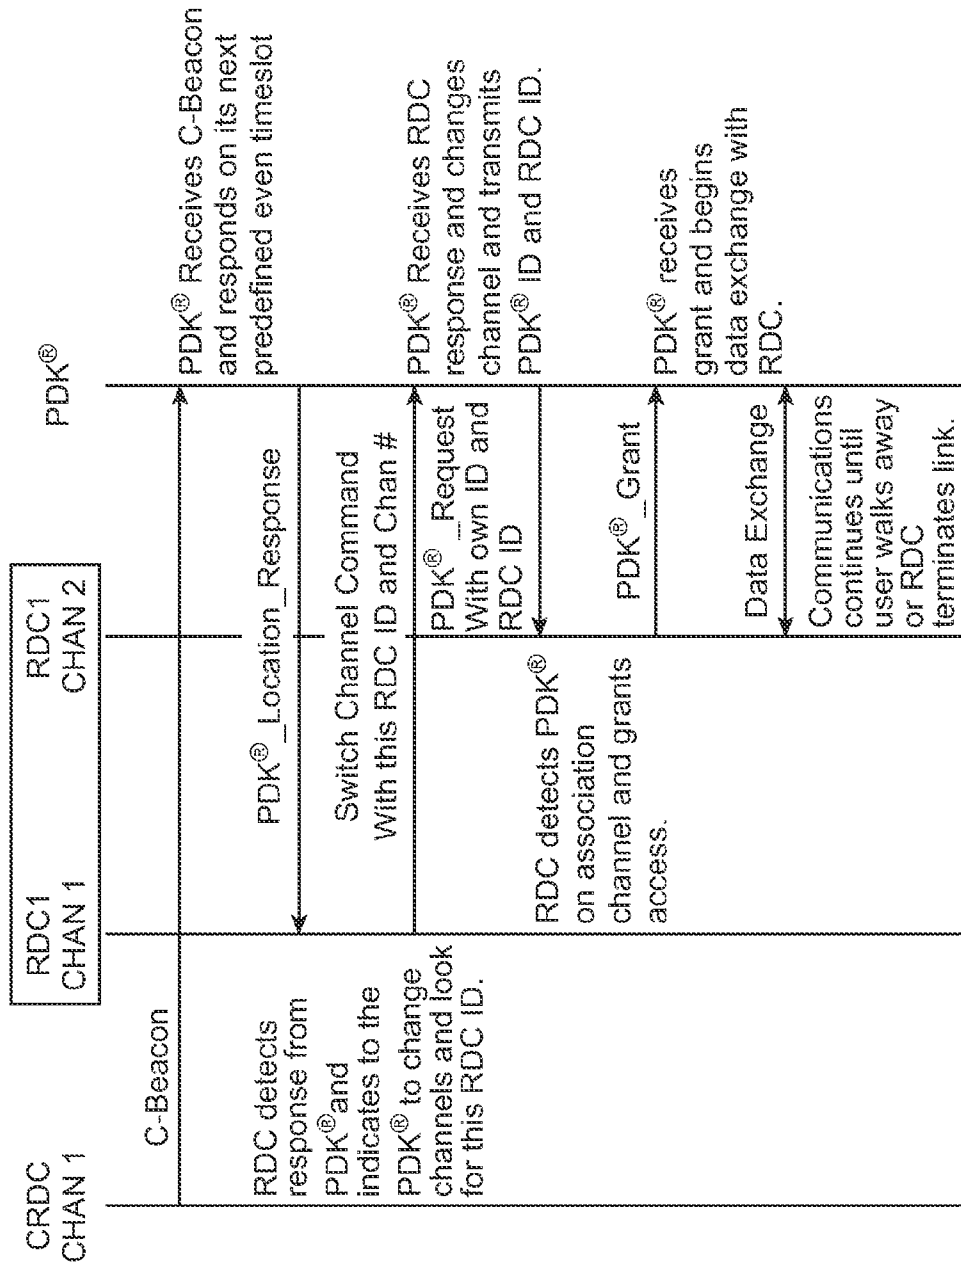 CRDC
CHAN 1
RDC1
CHAN 1
RDC1
CHAN 2
PDK®
C-Beacon
PDK® Receives C-Beacon
and responds on its next
predefined even timeslot
RDC detects
response from
PDK®and
indicates to the
PDK® to change
channels and look
for this RDC ID.
PDK®_Location_Response
Switch Channel Command
With this RDC ID and Chan #
PDK® Receives RDC
response and changes
channel and transmits
PDK® ID and RDC ID.
PDK®_Request
With own ID and
RDC ID
RDC detects PDK®
on association
channel and grants
access.
PDK®_Grant
PDK® receives
grant and begins
data exchange with
RDC.
Data Exchange
Communications
continues until
user walks away
or RDC
terminates link.